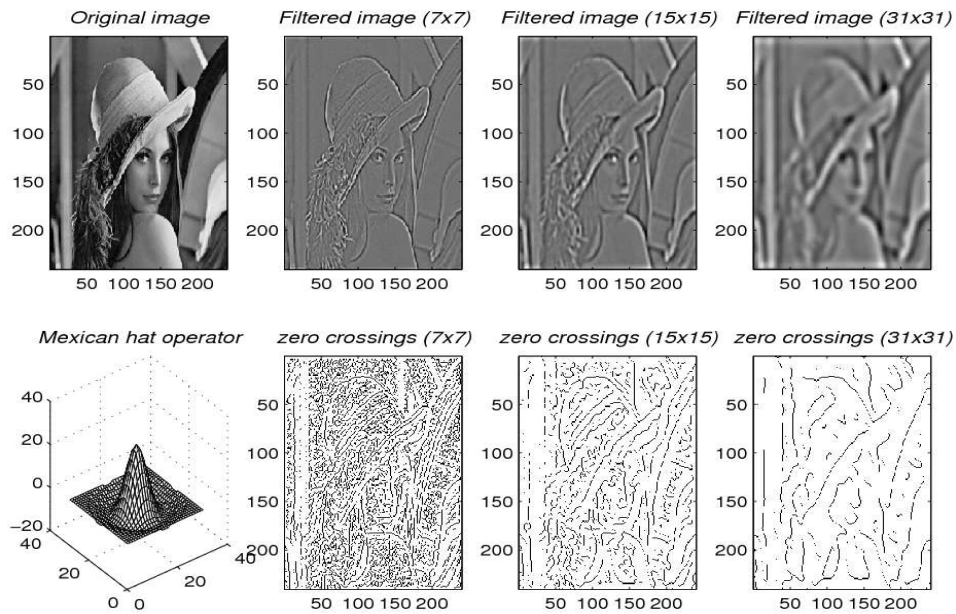 Original image
Filtered image (7x7)
Filtered image (15x15)
Filtered image (31x31)
50
100
150
200
50 100 150 200
50
100
150
200
50 100 150 200
50
100
150
200
50 100 150 200
50
100
150
200
50 100 150 200
Mexican hat operator
zero crossings (7x7)
zero crossings (15x15)
zero crossings (31x31)
40
20
0
−20
40
20
0
0
20
40
50
100
150
200
50 100 150 200
50
100
150
200
50 100 150 200
50
100
150
200
50 100 150 200